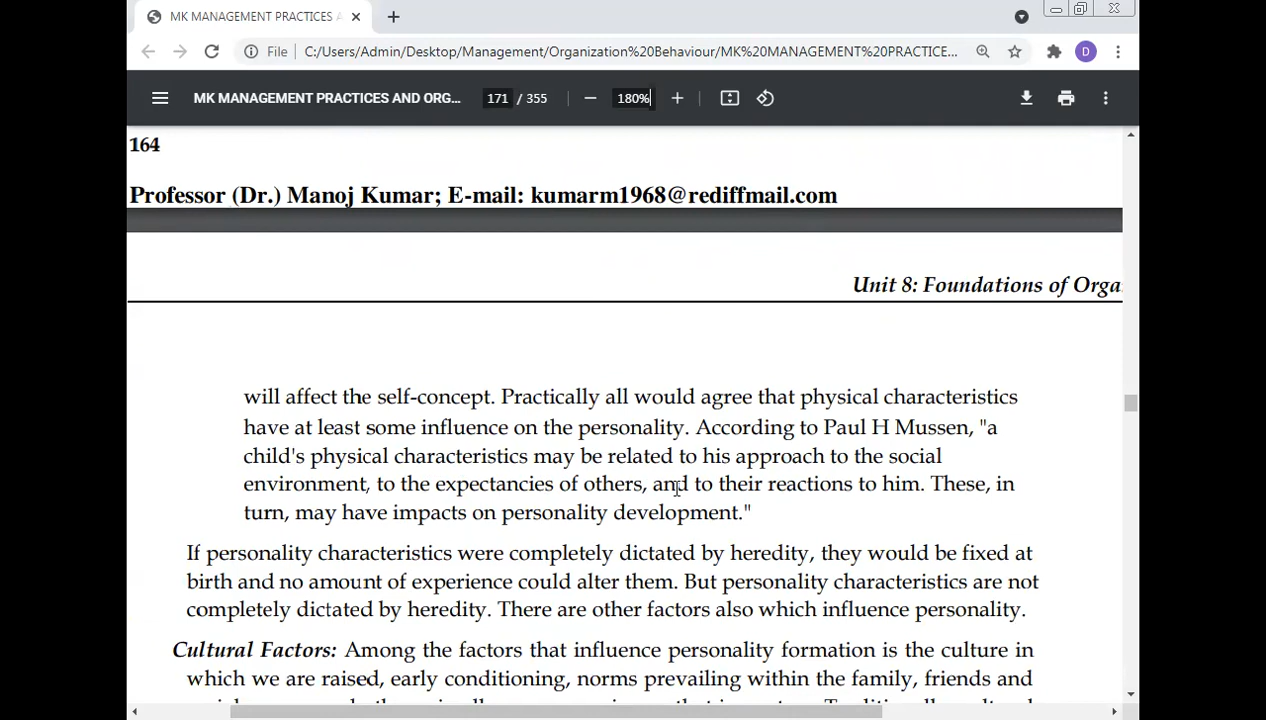 MK MANAGEMENT PRACTICES A
File C:/Users/Admin/Desktop/Management/Organization%20Behaviour/MK%20MANAGEMENT%20PRACTICE... D
MK MANAGEMENT PRACTICES AND ORG... 171 / 355 180%
164
Professor (Dr.) Manoj Kumar; E-mail: kumarm1968@rediffmail.com
Unit 8: Foundations of Orga
will affect the self-concept. Practically all would agree that physical characteristics
have at least some influence on the personality. According to Paul H Mussen, "a
child's physical characteristics may be related to his approach to the social
environment, to the expectancies of others, and to their reactions to him. These, in
turn, may have impacts on personality development."
If personality characteristics were completely dictated by heredity, they would be fixed at
birth and no amount of experience could alter them. But personality characteristics are not
completely dictated by heredity. There are other factors also which influence personality.
Cultural Factors: Among the factors that influence personality formation is the culture in
which we are raised, early conditioning, norms prevailing within the family, friends and